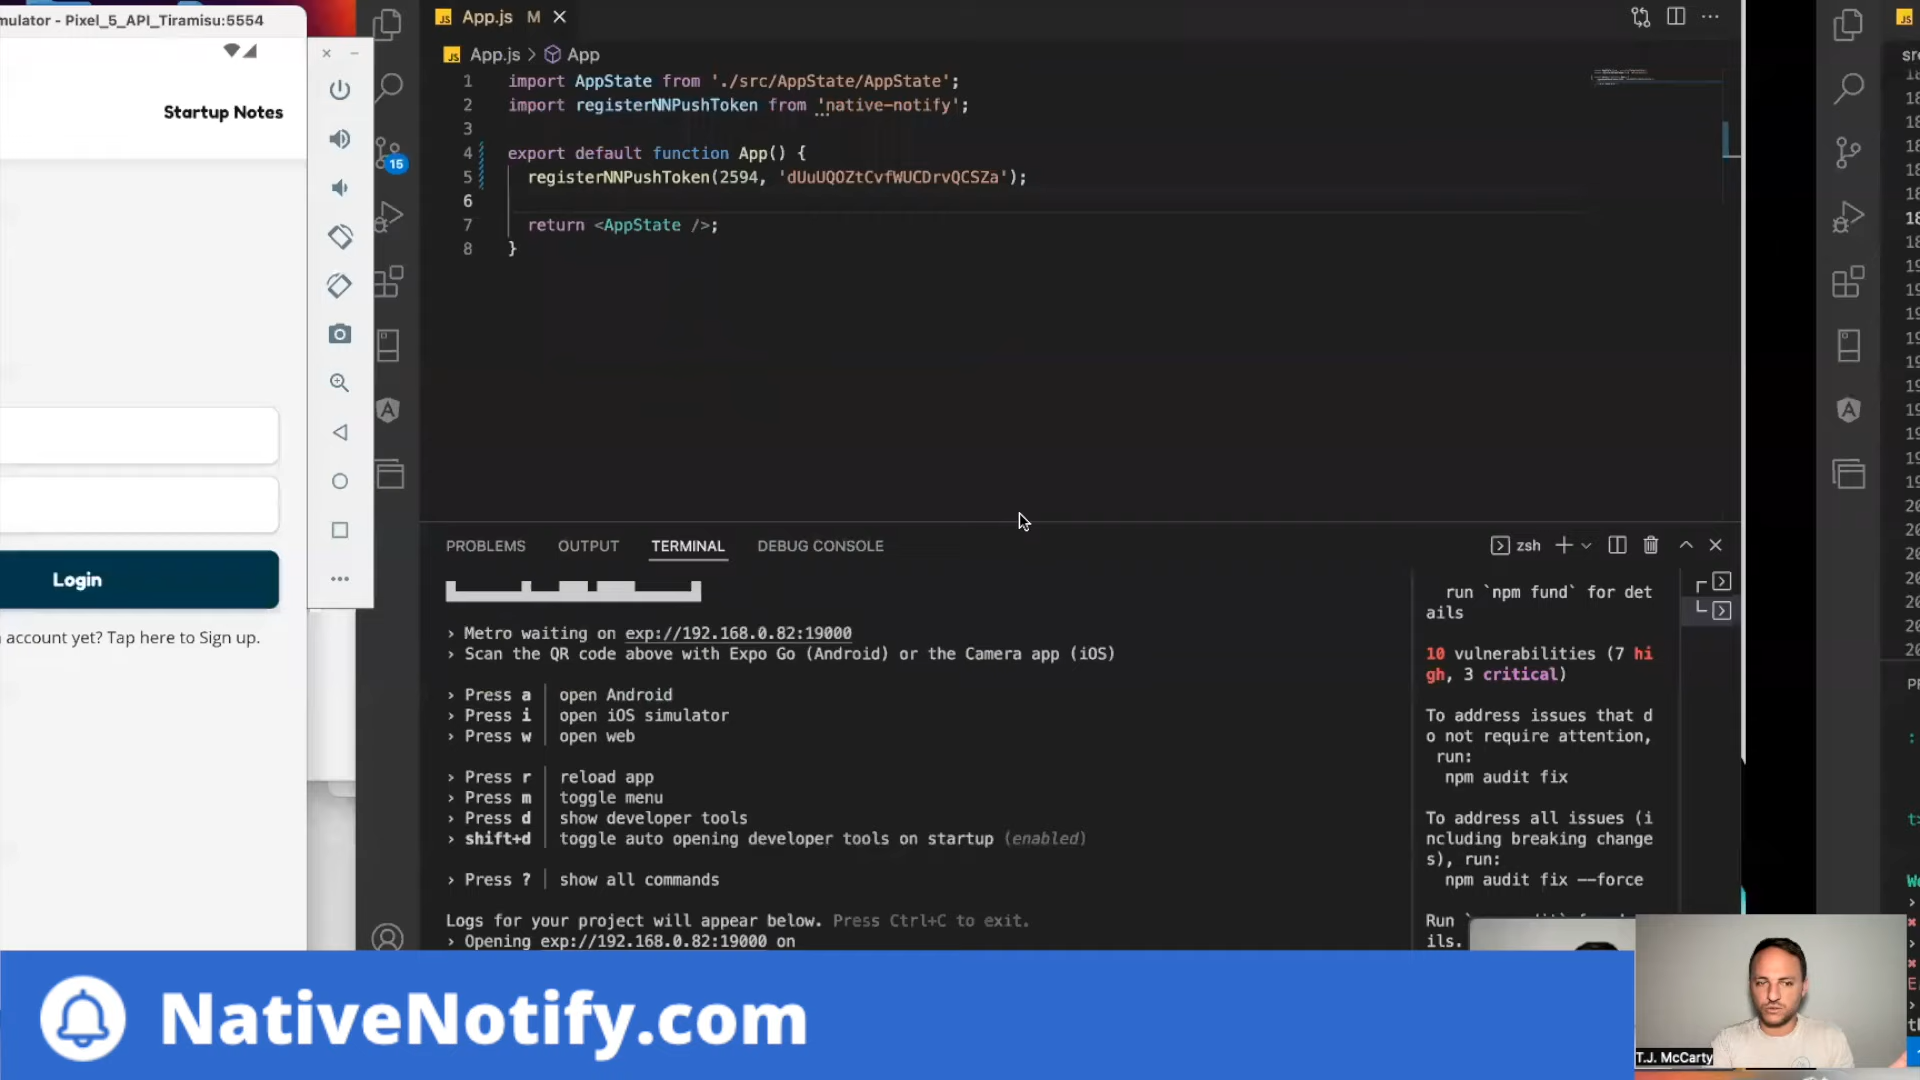 mulator - Pixel_5_API_Tiramisu:5554
Startup Notes
Login
account yet? Tap here to Sign up.
15
JS App.js M
JS App.js > App
1 import AppState from './src/AppState/AppState';
2 import registerNNPushToken from 'native-notify';
3
4 export default function App() {
5 registerNNPushToken(2594, 'dUuUQOZtCvfWUCDrvQCSZa');
6
7 return <AppState />;
8 }
PROBLEMS OUTPUT TERMINAL DEBUG CONSOLE
zsh
› Metro waiting on exp://192.168.0.82:19000
› Scan the QR code above with Expo Go (Android) or the Camera app (iOS)
› Press a │ open Android
› Press i │ open iOS simulator
› Press w │ open web
› Press r │ reload app
› Press m │ toggle menu
› Press d │ show developer tools
› shift+d │ toggle auto opening developer tools on startup (enabled)
› Press ? │ show all commands
Logs for your project will appear below. Press Ctrl+C to exit.
› Opening exp://192.168.0.82:19000 on
run `npm fund` for det
ails
10 vulnerabilities (7 hi
gh, 3 critical)
To address issues that d
o not require attention,
run:
npm audit fix
To address all issues (i
ncluding breaking change
s), run:
npm audit fix --force
Run
ils.
NativeNotify.com
T.J. McCarty